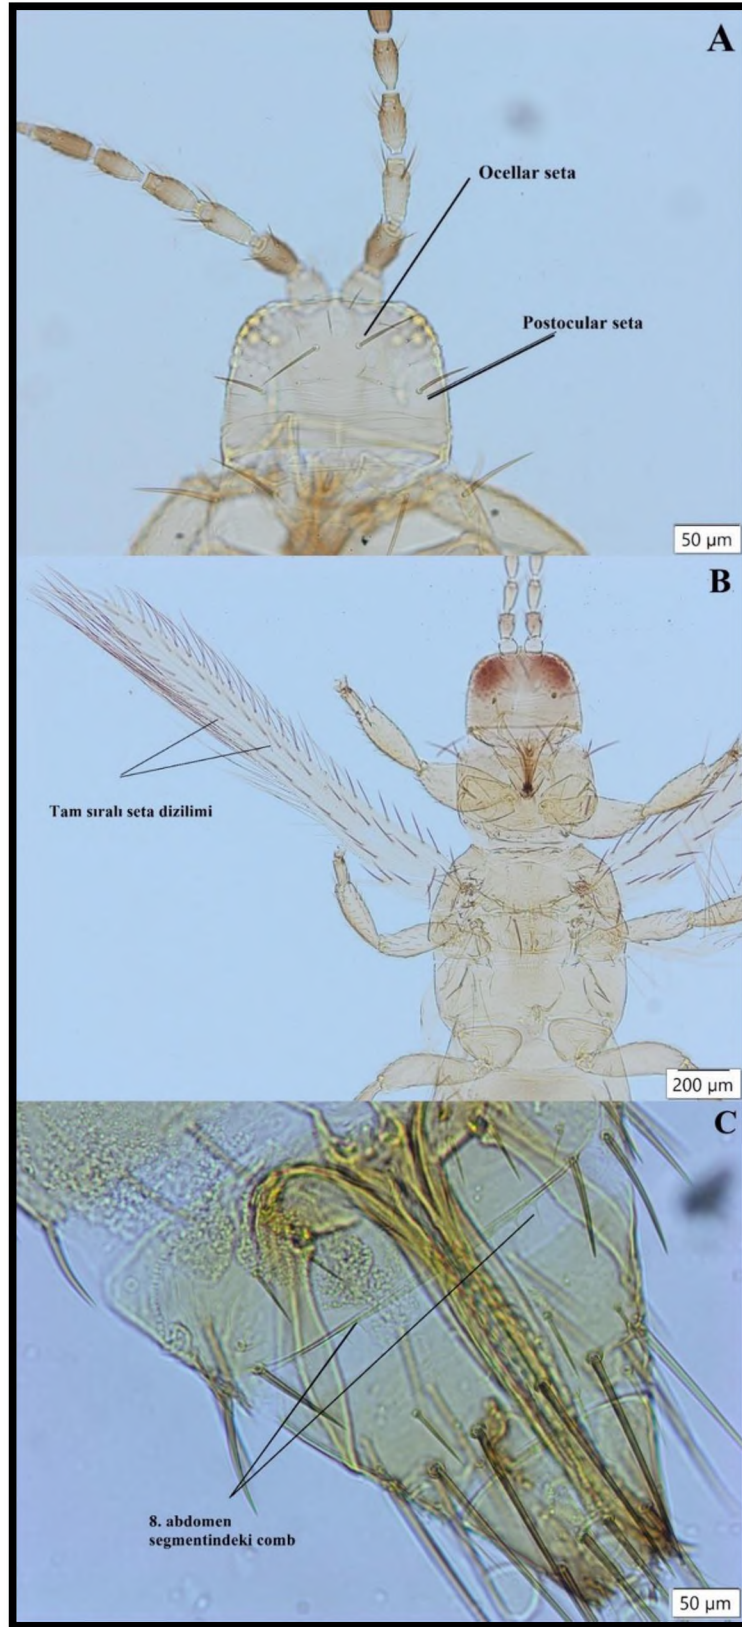 A
Ocellar seta
Postocular seta
50 µm
B
Tam sıralı seta dizilimi
200 µm
C
8. abdomen
segmentindeki comb
50 µm